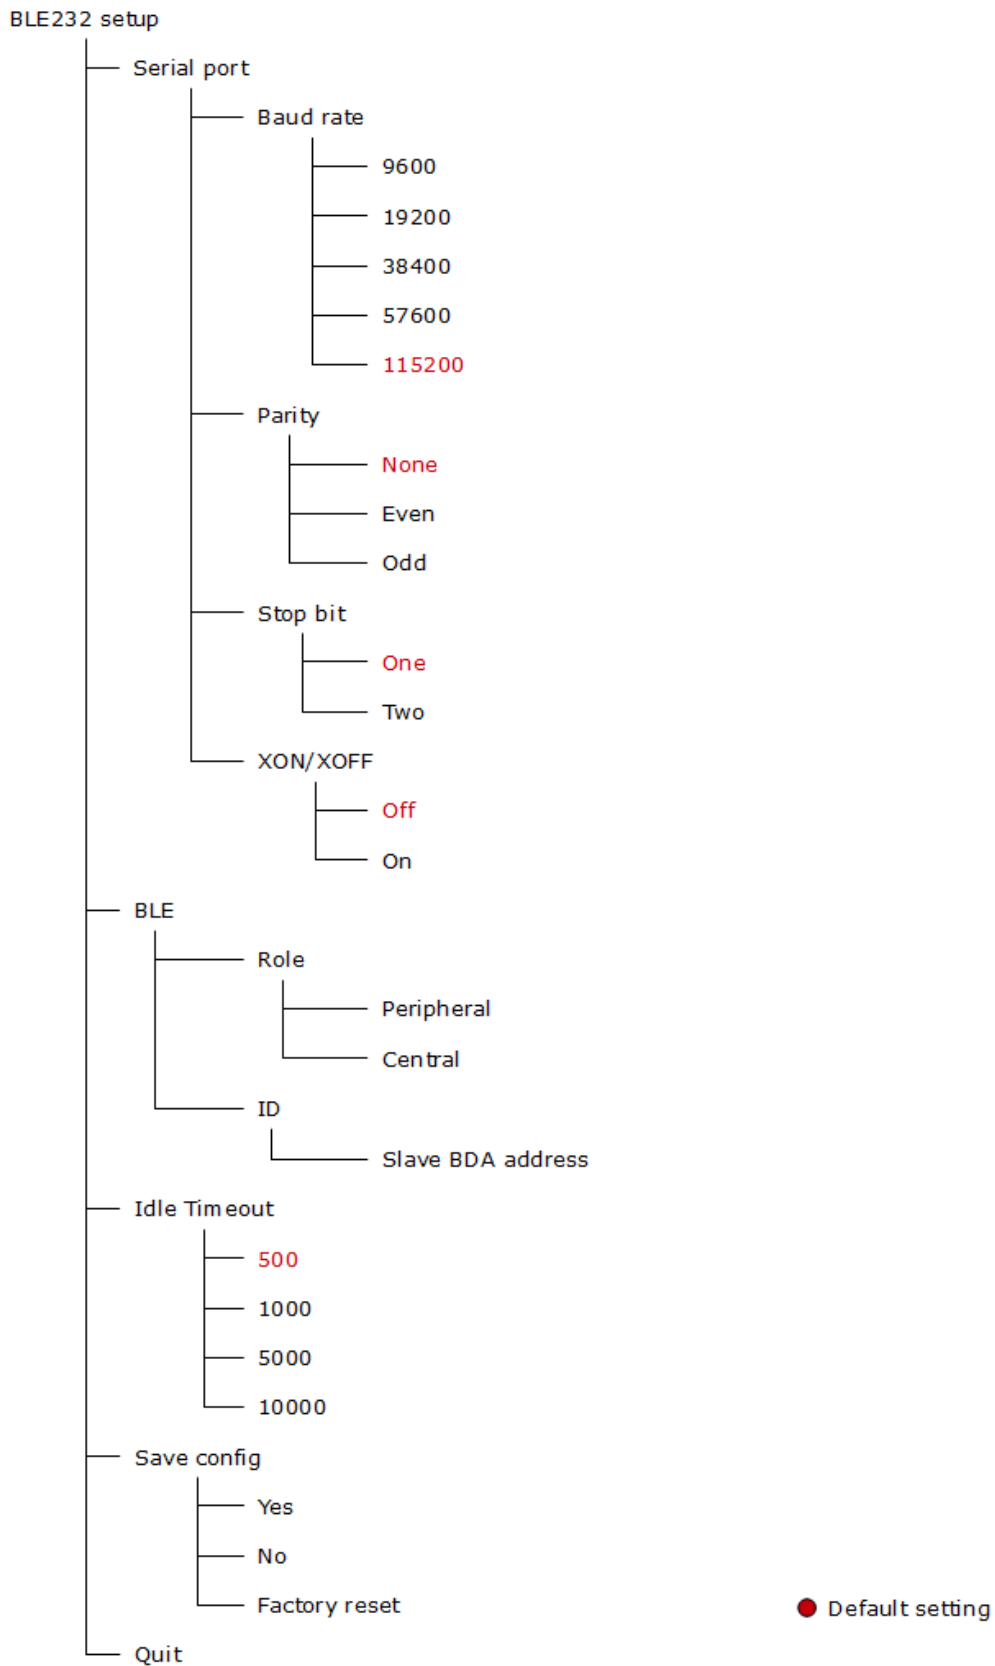 BLE232 setup
Serial port
Baud rate
9600
19200
38400
57600
115200
Parity
None
Even
Odd
Stop bit
One
Two
XON/XOFF
Off
On
BLE
Role
Peripheral
Central
ID
Slave BDA address
Idle Timeout
500
1000
5000
10000
Save config
Yes
No
Factory reset
Default setting
Quit